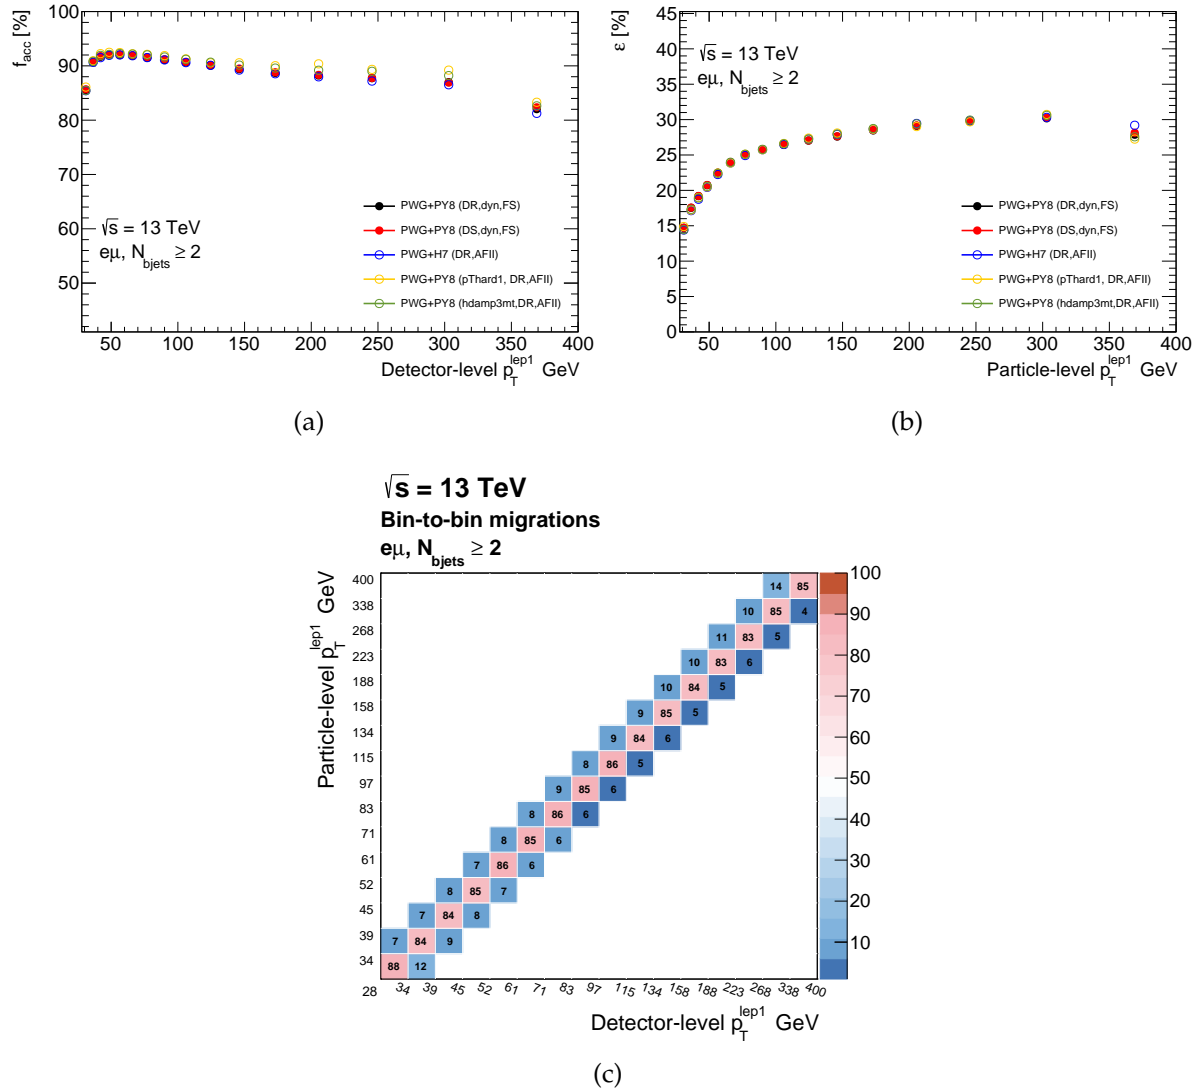 f_acc [%]
100
90
80
70
60
50
√s = 13 TeV
eμ, N_bjets ≥ 2
PWG+PY8 (DR,dyn,FS)
PWG+PY8 (DS,dyn,FS)
PWG+H7 (DR,AFII)
PWG+PY8 (pThard1, DR,AFII)
PWG+PY8 (hdamp3mt,DR,AFII)
50 100 150 200 250 300 350 400
Detector-level p_T^lep1 GeV
(a)
ε [%]
45
40
35
30
25
20
15
10
5
0
√s = 13 TeV
eμ, N_bjets ≥ 2
PWG+PY8 (DR,dyn,FS)
PWG+PY8 (DS,dyn,FS)
PWG+H7 (DR,AFII)
PWG+PY8 (pThard1, DR,AFII)
PWG+PY8 (hdamp3mt,DR,AFII)
50 100 150 200 250 300 350 400
Particle-level p_T^lep1 GeV
(b)
√s = 13 TeV
Bin-to-bin migrations
eμ, N_bjets ≥ 2
Particle-level p_T^lep1 GeV
400 14 85 100
338 10 85 4 90
268 11 83 5
223 10 83 6 80
188 10 84 5 70
158 9 85 5
134 9 84 6 60
115 8 86 5
97 9 85 6 50
83 8 86 6 40
71 8 85 6
61 7 86 6 30
52 8 85 7 20
45 7 84 8
39 7 84 9 10
34 88 12
28 34 39 45 52 61 71 83 97 115 134 158 188 223 268 338 400
Detector-level p_T^lep1 GeV
(c)